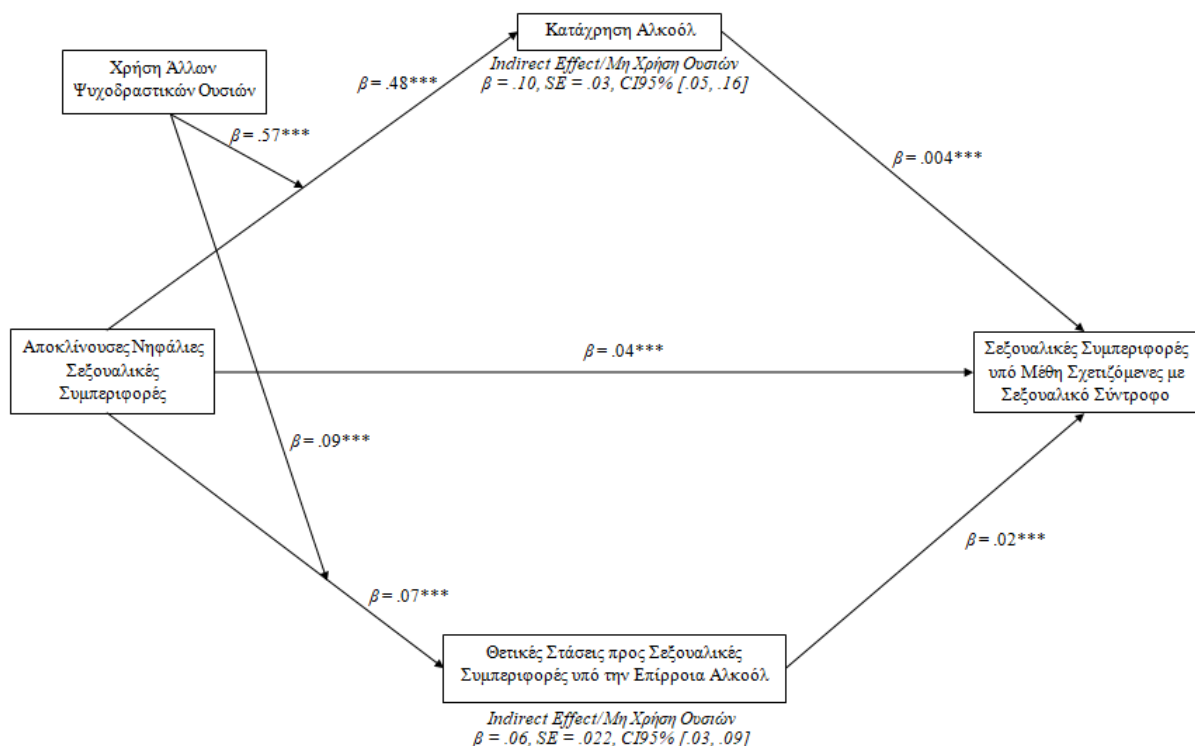 Κατάχρηση Αλκοόλ
Indirect Effect/Μη Χρήση Ουσιών
β = .10, SE = .03, CI95% [.05, .16]
Χρήση Άλλων
Ψυχοδραστικών Ουσιών
β = .48***
β = .57***
β = .004***
Αποκλίνουσες Νηφάλιες
Σεξουαλικές
Συμπεριφορές
β = .04***
Σεξουαλικές Συμπεριφορές
υπό Μέθη Σχετιζόμενες με
Σεξουαλικό Σύντροφο
β = .09***
β = .02***
β = .07***
Θετικές Στάσεις προς Σεξουαλικές
Συμπεριφορές υπό την Επίρροια Αλκοόλ
Indirect Effect/Μη Χρήση Ουσιών
β = .06, SE = .022, CI95% [.03, .09]